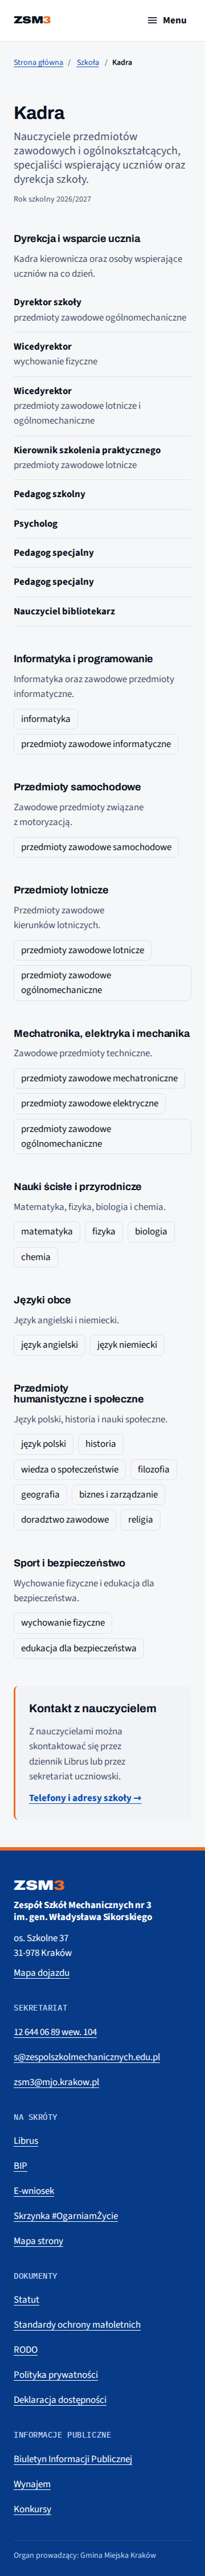 ZSM3
Menu
Strona główna / Szkoła / Kadra
Kadra
Nauczyciele przedmiotów
zawodowych i ogólnokształcących,
specjaliści wspierający uczniów oraz
dyrekcja szkoły.
Rok szkolny 2026/2027
Dyrekcja i wsparcie ucznia
Kadra kierownicza oraz osoby wspierające
uczniów na co dzień.
Dyrektor szkoły
przedmioty zawodowe ogólnomechaniczne
Wicedyrektor
wychowanie fizyczne
Wicedyrektor
przedmioty zawodowe lotnicze i
ogólnomechaniczne
Kierownik szkolenia praktycznego
przedmioty zawodowe lotnicze
Pedagog szkolny
Psycholog
Pedagog specjalny
Pedagog specjalny
Nauczyciel bibliotekarz
Informatyka i programowanie
Informatyka oraz zawodowe przedmioty
informatyczne.
informatyka
przedmioty zawodowe informatyczne
Przedmioty samochodowe
Zawodowe przedmioty związane
z motoryzacją.
przedmioty zawodowe samochodowe
Przedmioty lotnicze
Przedmioty zawodowe
kierunków lotniczych.
przedmioty zawodowe lotnicze
przedmioty zawodowe
ogólnomechaniczne
Mechatronika, elektryka i mechanika
Zawodowe przedmioty techniczne.
przedmioty zawodowe mechatroniczne
przedmioty zawodowe elektryczne
przedmioty zawodowe
ogólnomechaniczne
Nauki ścisłe i przyrodnicze
Matematyka, fizyka, biologia i chemia.
matematyka fizyka biologia
chemia
Języki obce
Języki angielski i niemiecki.
język angielski język niemiecki
Przedmioty
humanistyczne i społeczne
Język polski, historia i nauki społeczne.
język polski historia
wiedza o społeczeństwie filozofia
geografia biznes i zarządzanie
doradztwo zawodowe religia
Sport i bezpieczeństwo
Wychowanie fizyczne i edukacja dla
bezpieczeństwa.
wychowanie fizyczne
edukacja dla bezpieczeństwa
Kontakt z nauczycielem
Z nauczycielami można
skontaktować się przez
dziennik Librus lub przez
sekretariat uczniowski.
Telefony i adresy szkoły →
ZSM3
Zespół Szkół Mechanicznych nr 3
im. gen. Władysława Sikorskiego
os. Szkolne 37
31-978 Kraków
Mapa dojazdu
SEKRETARIAT
12 644 06 89 wew. 104
s@zespolszkolmechanicznych.edu.pl
zsm3@mjo.krakow.pl
NA SKRÓTY
Librus
BIP
E-wniosek
Skrzynka #OgarniamŻycie
Mapa strony
DOKUMENTY
Statut
Standardy ochrony małoletnich
RODO
Polityka prywatności
Deklaracja dostępności
INFORMACJE PUBLICZNE
Biuletyn Informacji Publicznej
Wynajem
Konkursy
Organ prowadzący: Gmina Miejska Kraków